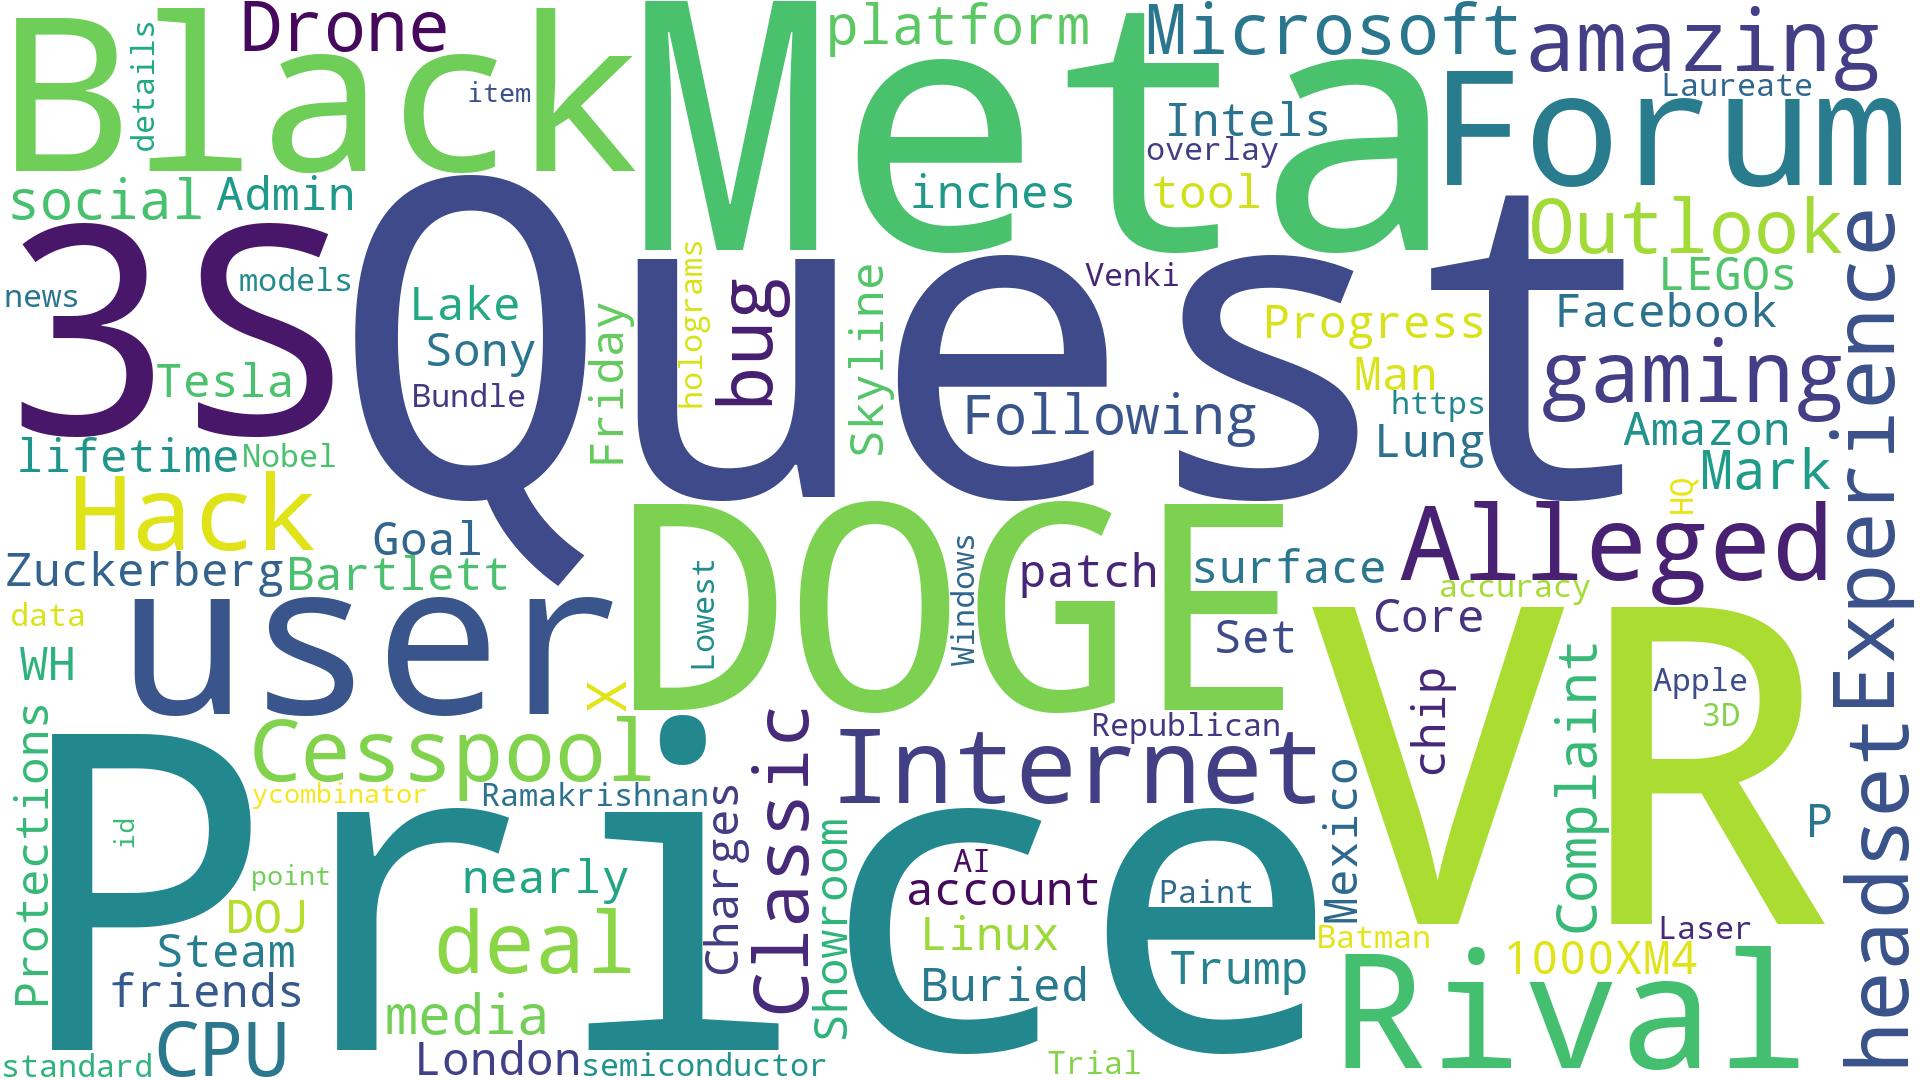 Black
details
Drone
item
Meta
platform
Microsoft
amazing
Laureate
Intels
overlay
Forum
inches
tool
social
Admin
Outlook
3S
Quest
models
news
Lake
Sony
Bundle
Tesla
Friday
holograms
bug
Skyline
Venki
Following
Progress
Man
https
Lung
LEGOs
Facebook
gaming
Amazon
Mark
HQ
Experience
lifetime
Nobel
Hack
Goal
Zuckerberg
Bartlett
DOGE
Lowest
Windows
patch
surface
Alleged
accuracy
Core
Set
data
user
WH
X
VR
chip
Complaint
Apple
3D
Protections
Cesspool
ycombinator
Ramakrishnan
Classic
Republican
Internet
Mexico
P
headset
Price
id
point
nearly
Charges
Showroom
AI
account
Paint
DOJ
deal
Linux
Batman
Laser
Steam
friends
Buried
Trump
1000XM4
Rival
media
CPU
London
standard
semiconductor
Trial